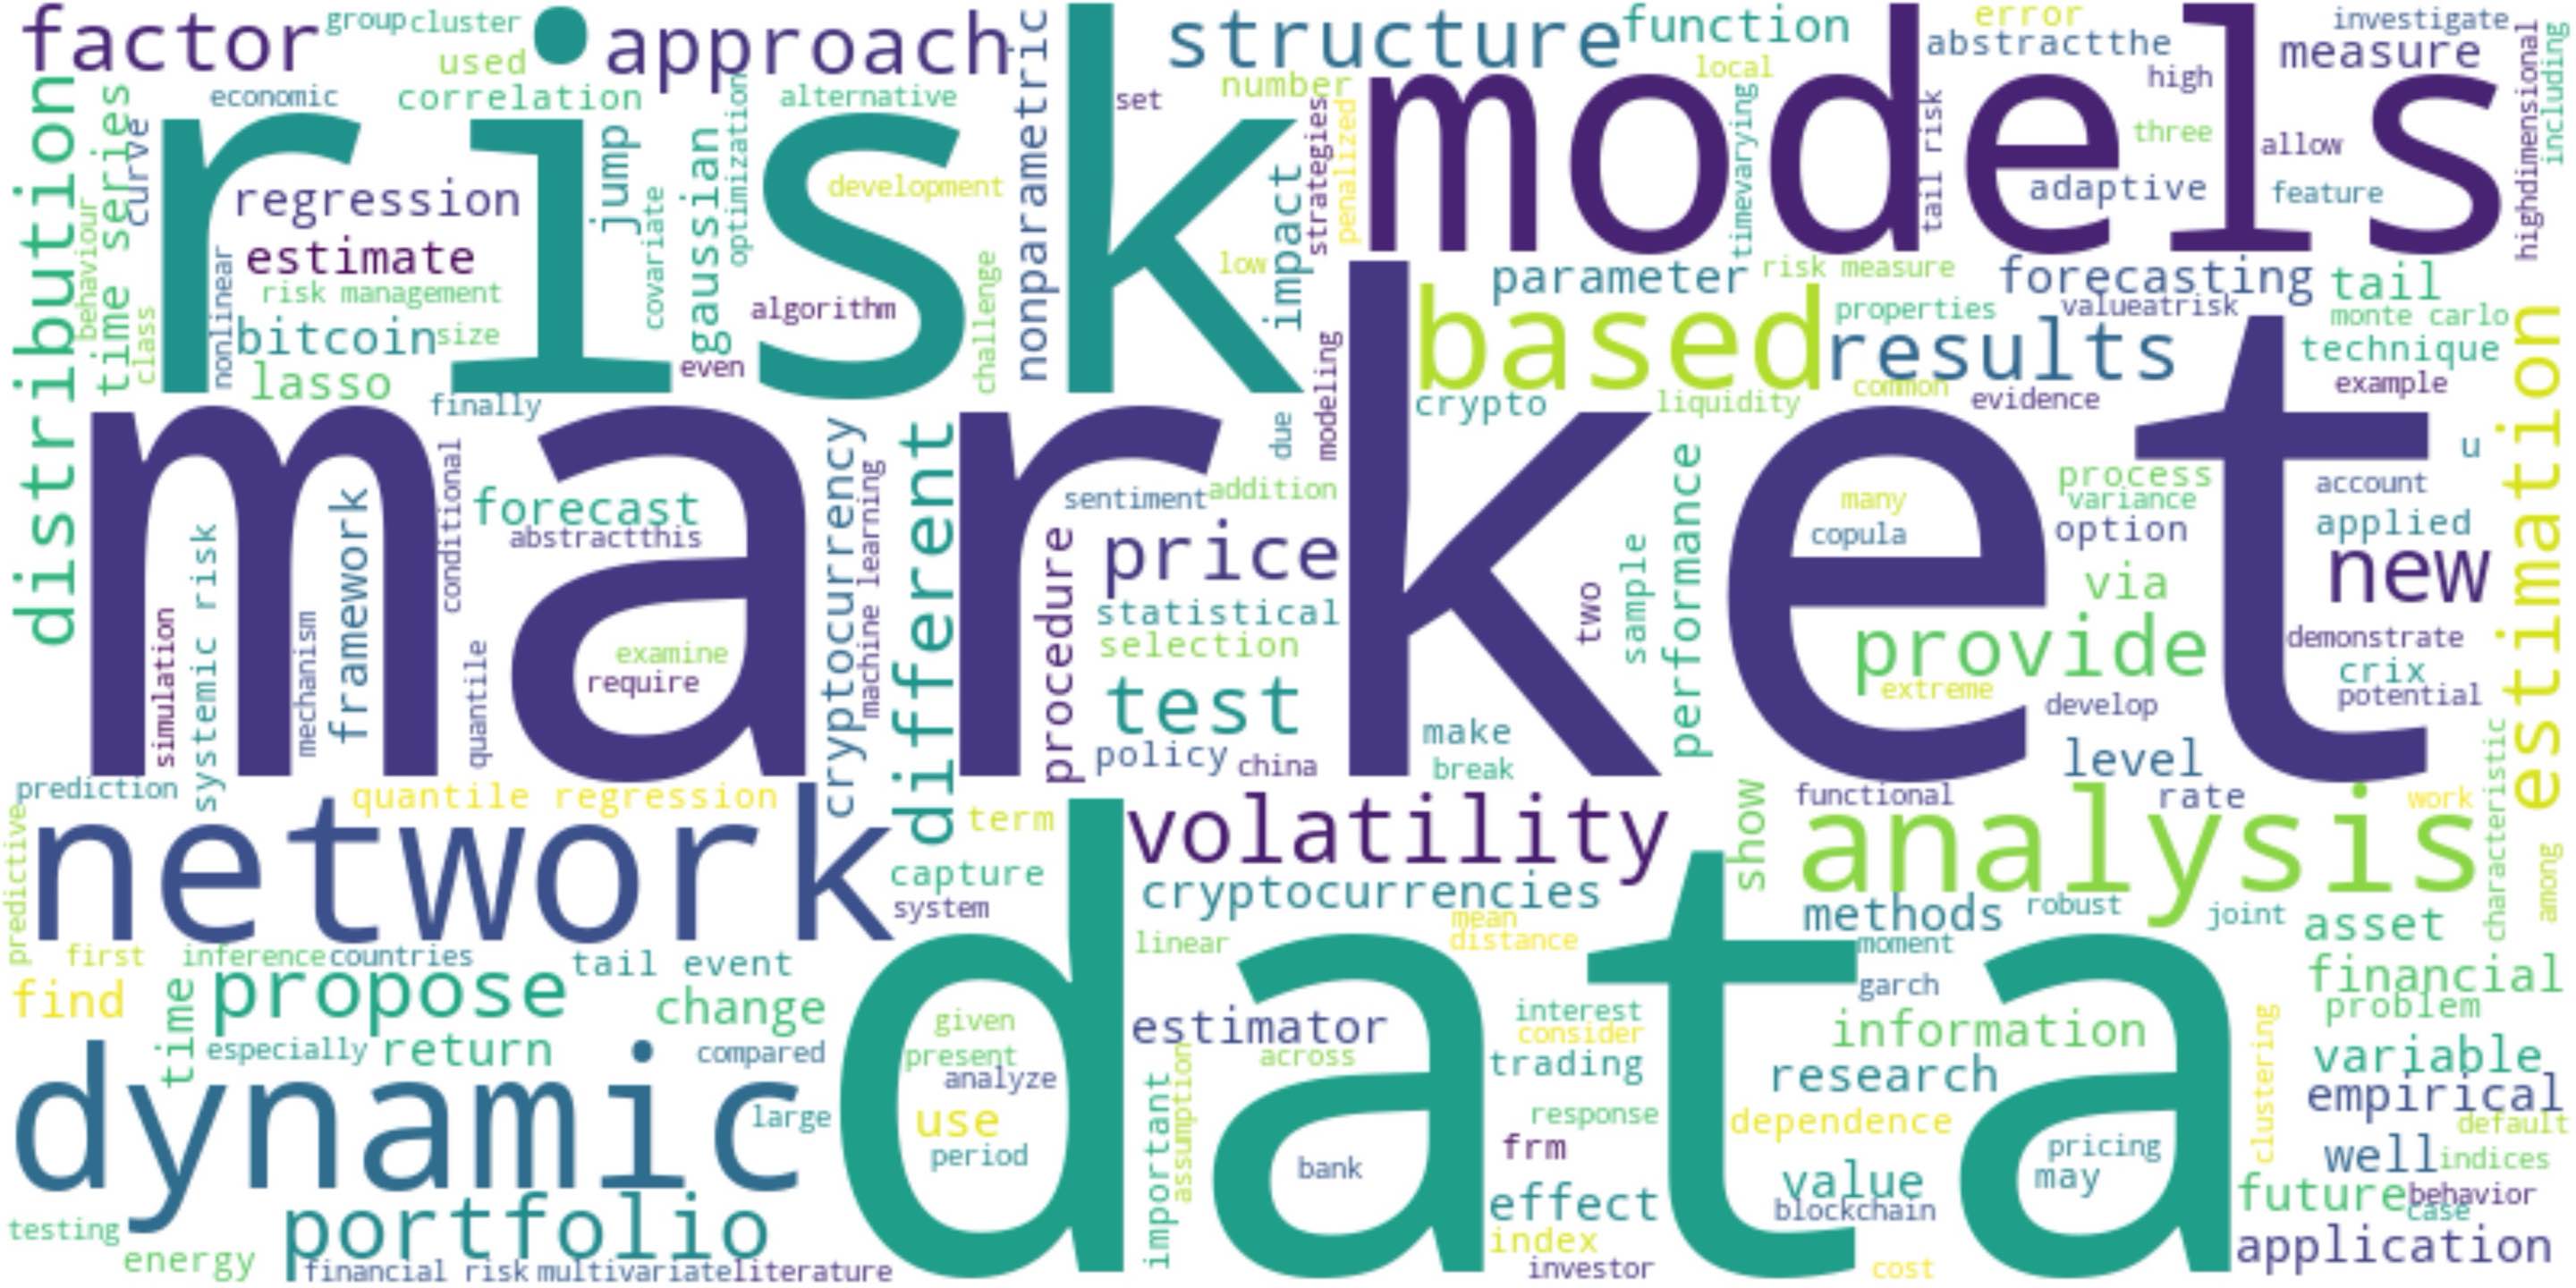 factor
group
cluster
used
approach
nonparametric
structure
function
error
abstractthe
investigate
measure
highdimensional
including
economic
correlation
alternative
set
number
local
high
three
allow
distribution
time series
curve
behaviour
class
risk
jump
gaussian
optimization
covariate
development
impact
strategies
penalized
models
timevarying
tail risk
adaptive
feature
regression
estimate
risk management
nonlinear
bitcoin
size
lasso
algorithm
challenge
even
low
finally
parameter
risk measure
forecasting
tail
based
properties
valueatrisk
monte carlo
results
technique
common
evidence
example
crypto
liquidity
modeling
due
estimation
market
forecast
abstractthis
conditional
framework
systemic risk
simulation
mechanism
quantile
examine
require
cryptocurrency
machine learning
different
sentiment
addition
procedure
price
statistical
selection
test
policy
china
make
break
two
sample
performance
many
copula
process
variance
option
via
provide
extreme
develop
level
u
account
applied
new
demonstrate
crix
potential
characteristic
prediction
quantile regression
network
predictive
term
capture
system
volatility
cryptocurrencies
show
functional
rate
work
analysis
among
methods
robust
joint
asset
first
inference
countries
tail event
find
time
propose
change
especially
return
compared
linear
mean
distance
moment
garch
financial
problem
data
given
present
analyze
use
period
estimator
across
important
assumption
bank
interest
consider
trading
response
frm
effect
index
investor
information
research
dependence
value
blockchain
cost
pricing
may
clustering
variable
empirical
default
well
indices
future
behavior
case
application
dynamic
large
portfolio
testing
energy
financial risk
multivariate
literature